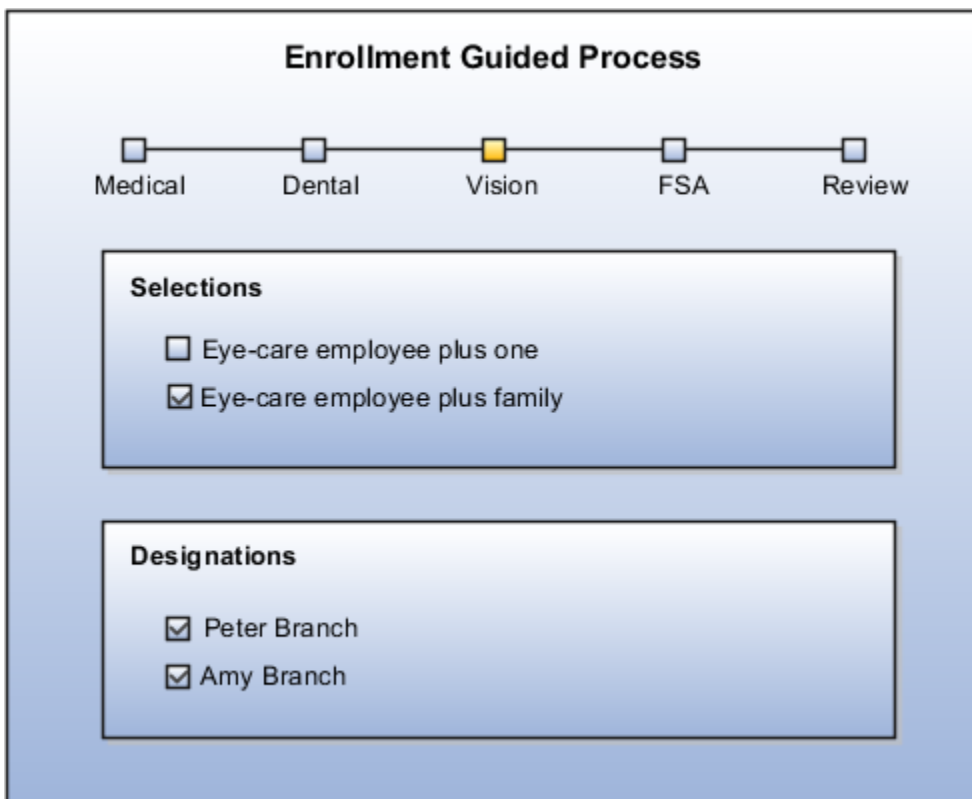 Enrollment Guided Process
Medical Dental Vision FSA Review
Selections
Eye-care employee plus one
Eye-care employee plus family
Designations
Peter Branch
Amy Branch